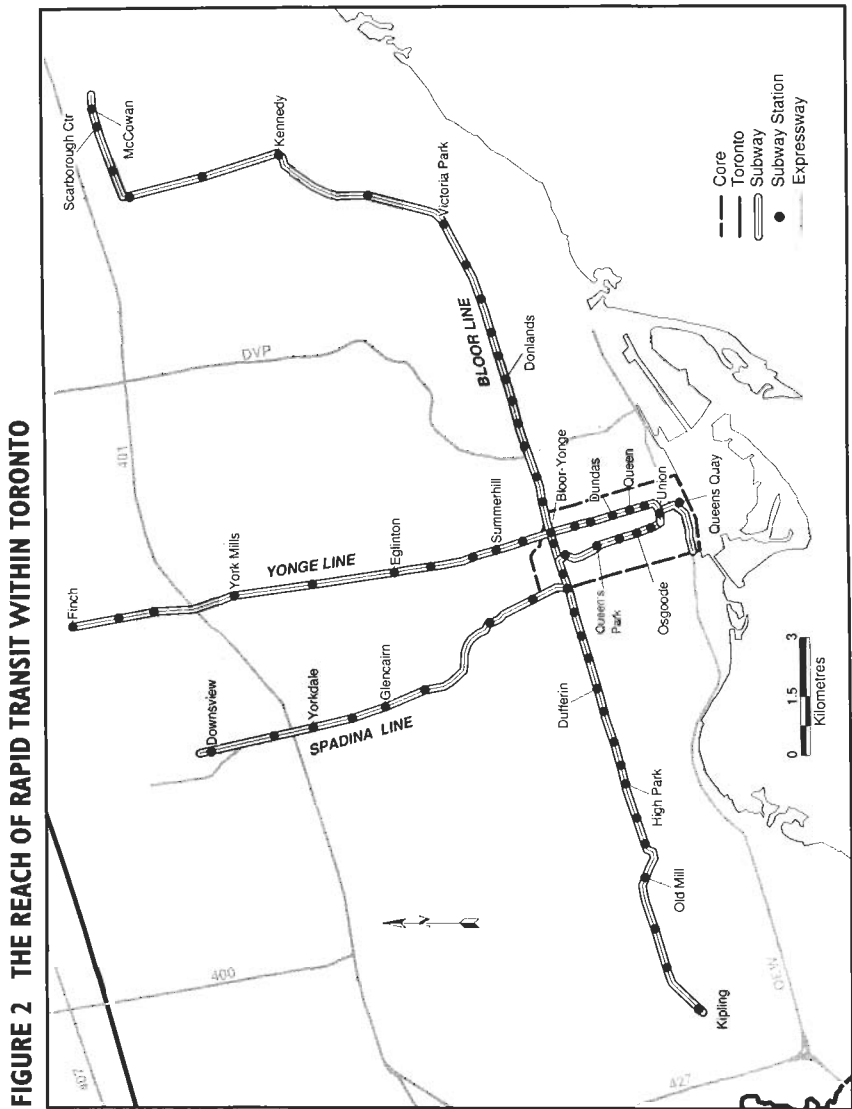 FIGURE 2 THE REACH OF RAPID TRANSIT WITHIN TORONTO
Scarborough Ctr
McCowan
Kennedy
Victoria Park
BLOOR LINE
Donlands
DVP
401
Finch
York Mills
YONGE LINE
Eglinton
Summerhill
Bloor-Yonge
Dundas
Queen
Union
Queens Quay
Queen's
Park
Osgoode
Downsview
Yorkdale
Glencairn
SPADINA LINE
Dufferin
High Park
Old Mill
Kipling
400
407
427
QEW
N
Core
Toronto
Subway
Subway Station
Expressway
0 1.5 3
Kilometres